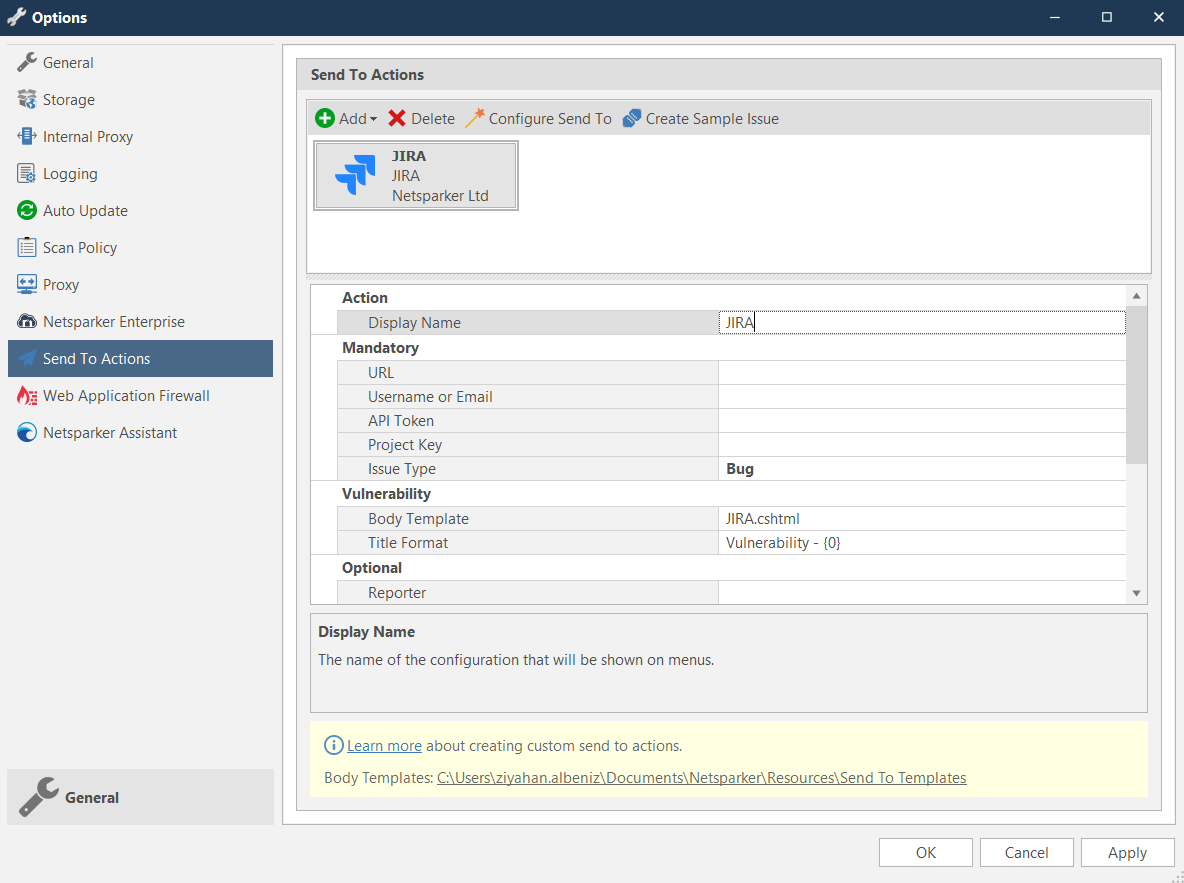 Options
General
Storage
Internal Proxy
Logging
Auto Update
Scan Policy
Proxy
Netsparker Enterprise
Send To Actions
Web Application Firewall
Netsparker Assistant
General
Send To Actions
Add Delete Configure Send To Create Sample Issue
JIRA
JIRA
Netsparker Ltd
Action
Display Name JIRA
Mandatory
URL
Username or Email
API Token
Project Key
Issue Type Bug
Vulnerability
Body Template JIRA.cshtml
Title Format Vulnerability - {0}
Optional
Reporter
Display Name
The name of the configuration that will be shown on menus.
Learn more about creating custom send to actions.
Body Templates: C:\Users\ziyahan.albeniz\Documents\Netsparker\Resources\Send To Templates
OK Cancel Apply